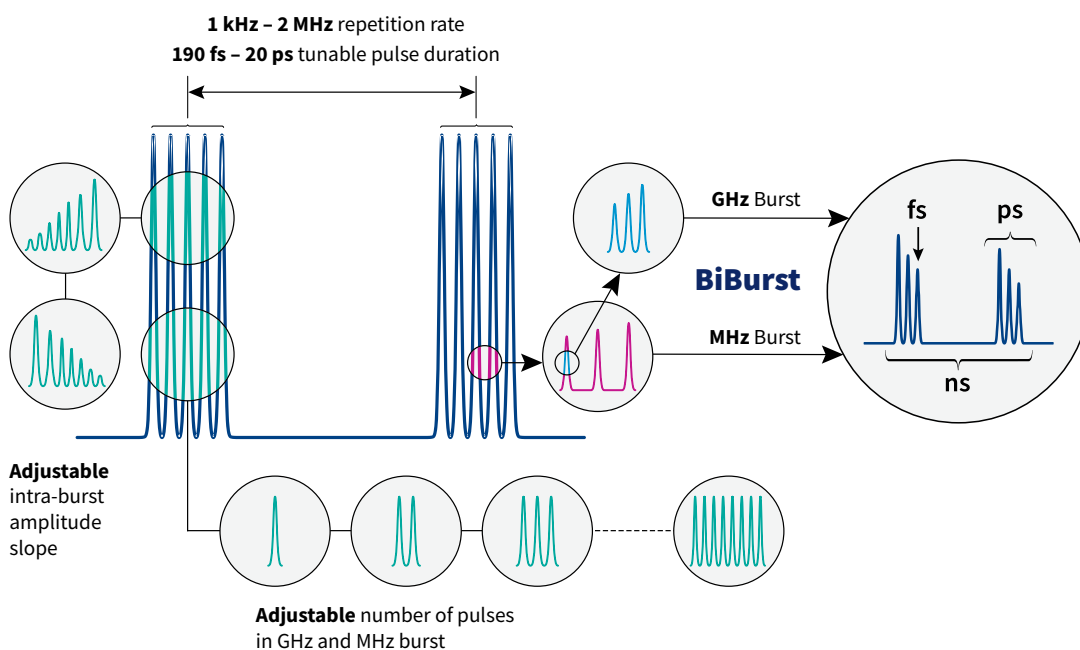 1 kHz – 2 MHz repetition rate
190 fs – 20 ps tunable pulse duration
GHz Burst
BiBurst
MHz Burst
fs
ps
ns
Adjustable
intra-burst
amplitude
slope
Adjustable number of pulses
in GHz and MHz burst